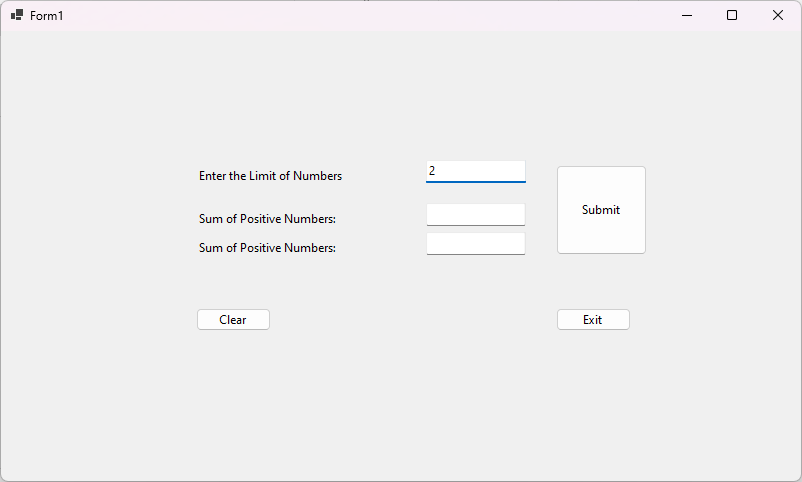 Form1
Enter the Limit of Numbers 2
Submit
Sum of Positive Numbers:
Sum of Positive Numbers:
Clear Exit